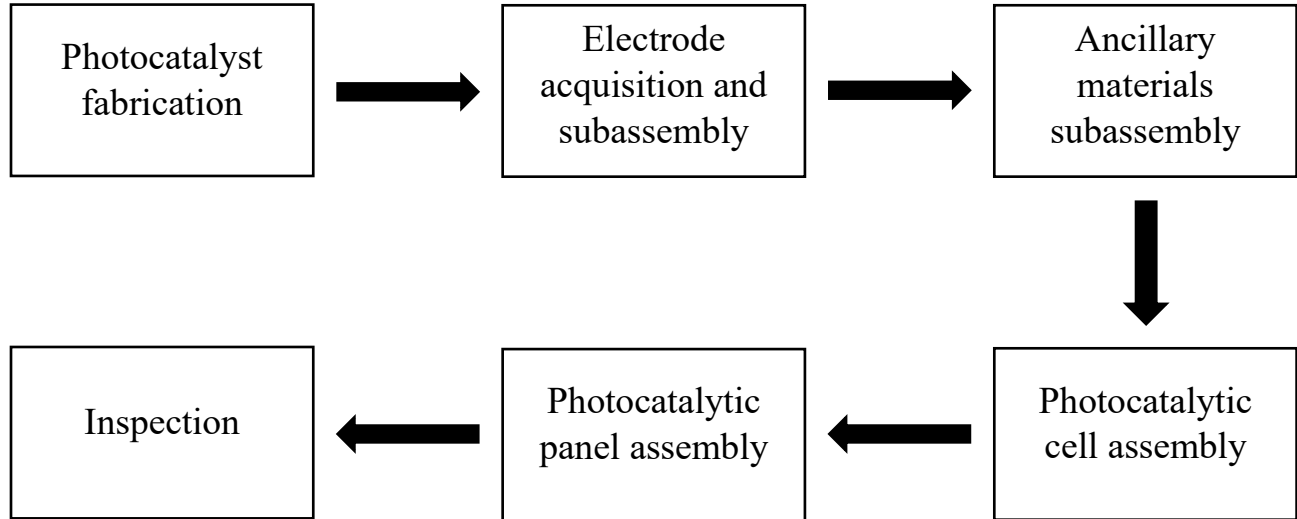 Photocatalyst
fabrication
Electrode
acquisition and
subassembly
Ancillary
materials
subassembly
Photocatalytic
cell assembly
Photocatalytic
panel assembly
Inspection